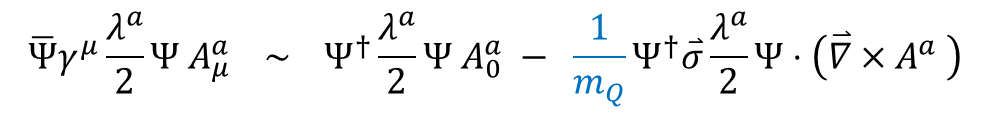 Ψ̄γ^μ λ^a/2 Ψ A^a_μ ~ Ψ† λ^a/2 Ψ A^a_0 − 1/m_Q Ψ†σ⃗ λ^a/2 Ψ · (∇⃗ × A^a)